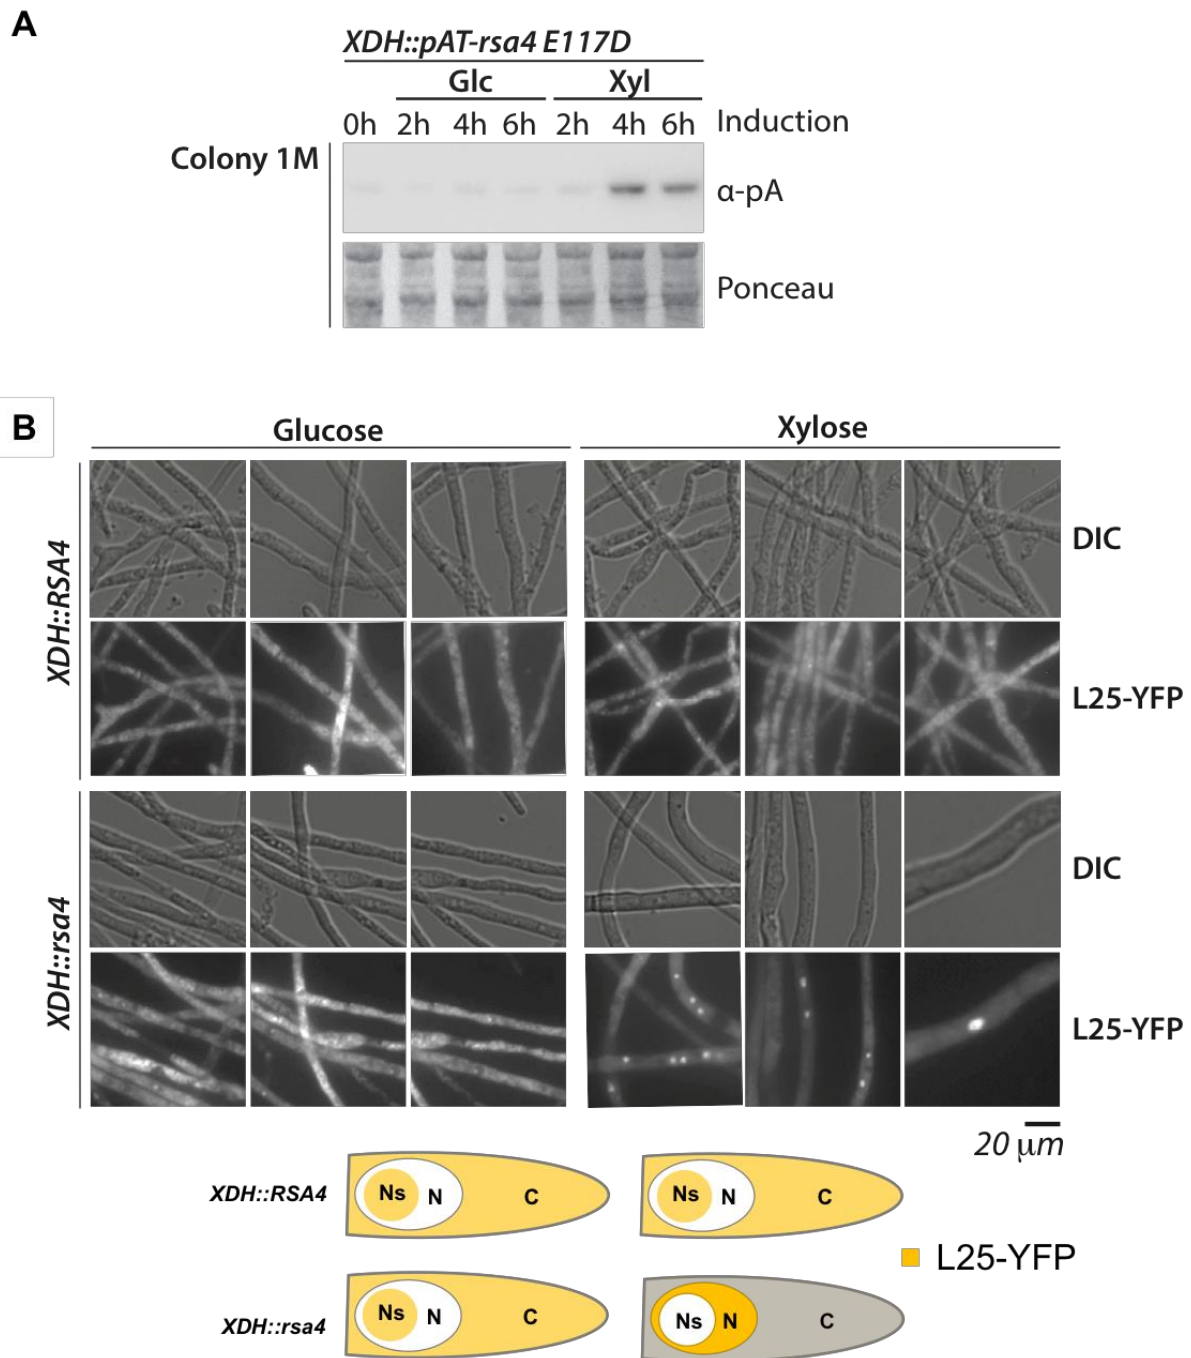 A
XDH::pAT-rsa4 E117D
Glc Xyl
0h 2h 4h 6h 2h 4h 6h Induction
Colony 1M
α-pA
Ponceau
B
Glucose Xylose
XDH::RSA4
DIC
L25-YFP
XDH::rsa4
DIC
L25-YFP
20 μm
XDH::RSA4 Ns N C Ns N C
L25-YFP
XDH::rsa4 Ns N C Ns N C